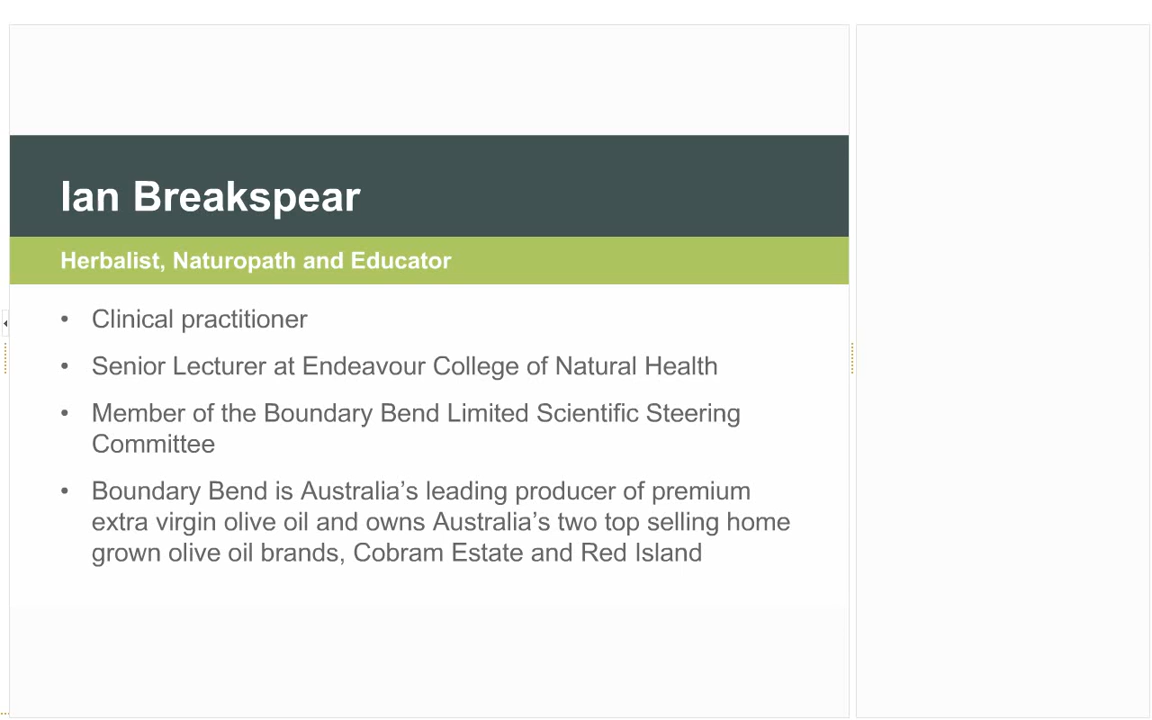 Ian Breakspear
Herbalist, Naturopath and Educator
• Clinical practitioner
• Senior Lecturer at Endeavour College of Natural Health
• Member of the Boundary Bend Limited Scientific Steering
Committee
• Boundary Bend is Australia’s leading producer of premium
extra virgin olive oil and owns Australia’s two top selling home
grown olive oil brands, Cobram Estate and Red Island